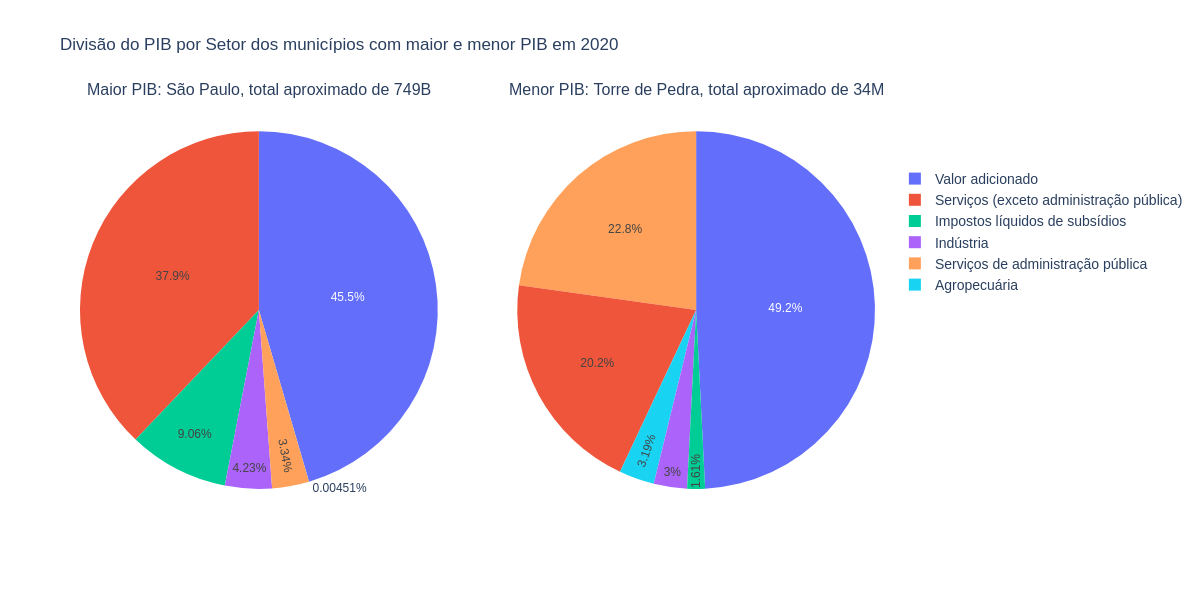 Divisão do PIB por Setor dos municípios com maior e menor PIB em 2020
Maior PIB: São Paulo, total aproximado de 749B
37.9%
45.5%
9.06%
4.23%
3.34%
0.00451%
Menor PIB: Torre de Pedra, total aproximado de 34M
22.8%
49.2%
20.2%
3.19%
3%
1.61%
Valor adicionado
Serviços (exceto administração pública)
Impostos líquidos de subsídios
Indústria
Serviços de administração pública
Agropecuária